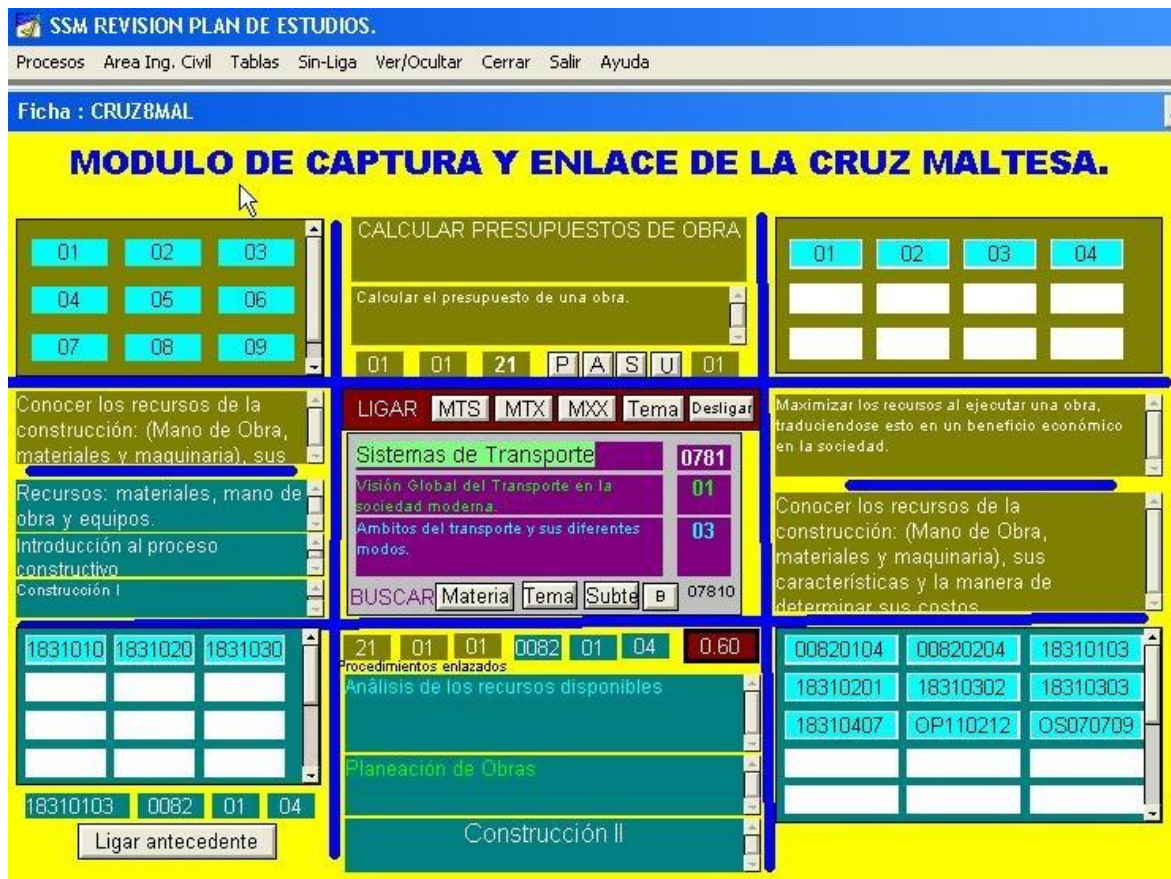 SSM REVISION PLAN DE ESTUDIOS.
Procesos Area Ing. Civil Tablas Sin-Liga Ver/Ocultar Cerrar Salir Ayuda
Ficha : CRUZ8MAL
MODULO DE CAPTURA Y ENLACE DE LA CRUZ MALTESA.
01 02 03
04 05 06
07 08 09
CALCULAR PRESUPUESTOS DE OBRA
Calcular el presupuesto de una obra.
01 01 21 P A S U 01
01 02 03 04
Conocer los recursos de la
construcción: (Mano de Obra,
materiales y maquinaria), sus
Recursos: materiales, mano de
obra y equipos.
Introducción al proceso
constructivo
Construcción I
LIGAR MTS MTX MXX Tema Desligar
Sistemas de Transporte 0781
Visión Global del Transporte en la
sociedad moderna.
01
Ambitos del transporte y sus diferentes
modos.
03
BUSCAR Materia Tema Subte B 07810
Maximizar los recursos al ejecutar una obra,
traduciendose esto en un beneficio económico
en la sociedad.
Conocer los recursos de la
construcción: (Mano de Obra,
materiales y maquinaria), sus
características y la manera de
determinar sus costos
1831010 1831020 1831030
18310103 0082 01 04
Ligar antecedente
21 01 01 0082 01 04 0.60
Procedimientos enlazados
Análisis de los recursos disponibles
Planeación de Obras
Construcción II
00820104 00820204 18310103
18310201 18310302 18310303
18310407 OP110212 OS070709